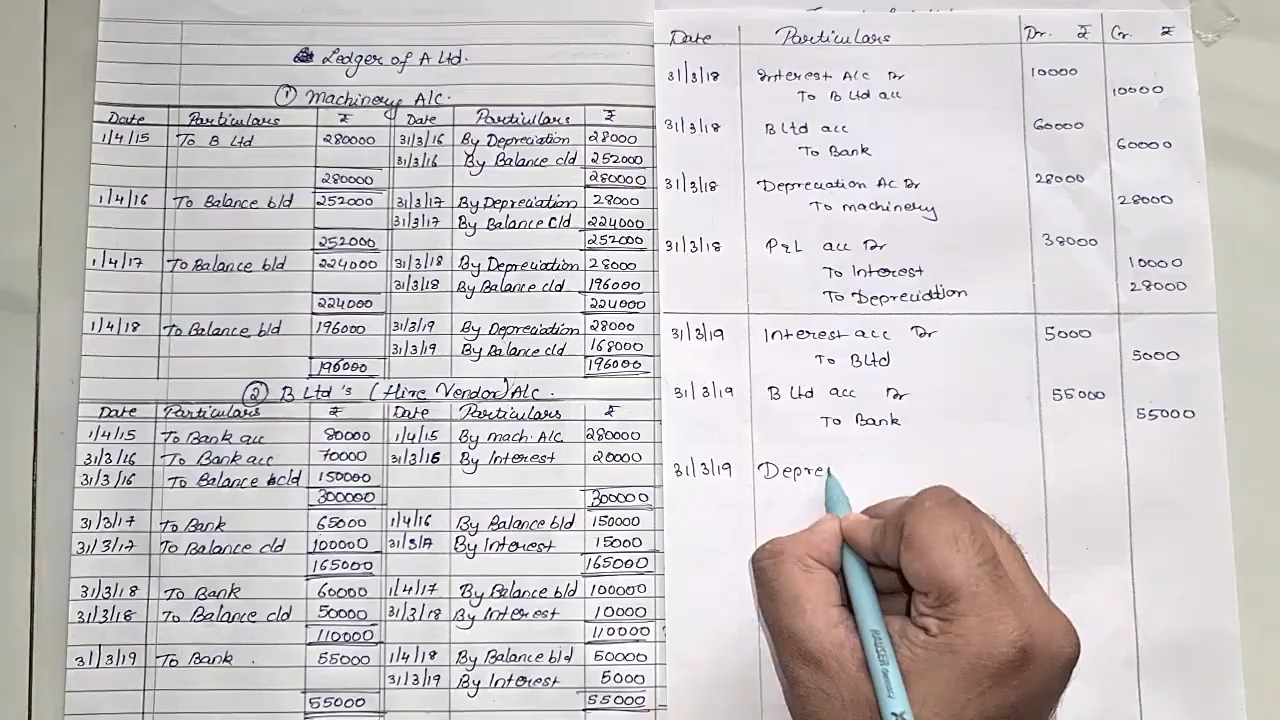 Ledger of A Ltd.
① Machinery A/C.
Date Particulars ₹ Date Particulars ₹
1/4/15 To B Ltd 280000 31/3/16 By Depreciation 28000
31/3/16 By Balance c/d 252000
280000 280000
1/4/16 To Balance b/d 252000 31/3/17 By Depreciation 28000
31/3/17 By Balance c/d 224000
252000 252000
1/4/17 To Balance b/d 224000 31/3/18 By Depreciation 28000
31/3/18 By Balance c/d 196000
224000 224000
1/4/18 To Balance b/d 196000 31/3/19 By Depreciation 28000
31/3/19 By Balance c/d 168000
196000 196000
② B Ltd's (Hire Vendor) A/C.
Date Particulars ₹ Date Particulars ₹
1/4/15 To Bank acc 80000 1/4/15 By mach. A/C 280000
31/3/16 To Bank acc 70000 31/3/16 By Interest 20000
31/3/16 To Balance c/d 150000
300000 300000
31/3/17 To Bank 65000 1/4/16 By Balance b/d 150000
31/3/17 To Balance c/d 100000 31/3/17 By Interest 15000
165000 165000
31/3/18 To Bank 60000 1/4/17 By Balance b/d 100000
31/3/18 To Balance c/d 50000 31/3/18 By Interest 10000
110000 110000
31/3/19 To Bank . 55000 1/4/18 By Balance b/d 50000
31/3/19 By Interest 5000
55000 55000
Date Particulars Dr. ₹ Cr. ₹
31/3/18 Interest A/C Dr 10000
To B Ltd acc 10000
31/3/18 B Ltd acc 60000
To Bank 60000
31/3/18 Depreciation AC Dr 28000
To machinery 28000
31/3/18 P&L acc Dr 38000
To Interest 10000
To Depreciation 28000
31/3/19 Interest acc Dr 5000
To B Ltd 5000
31/3/19 B Ltd acc Dr 55000
To Bank 55000
31/3/19 Depre